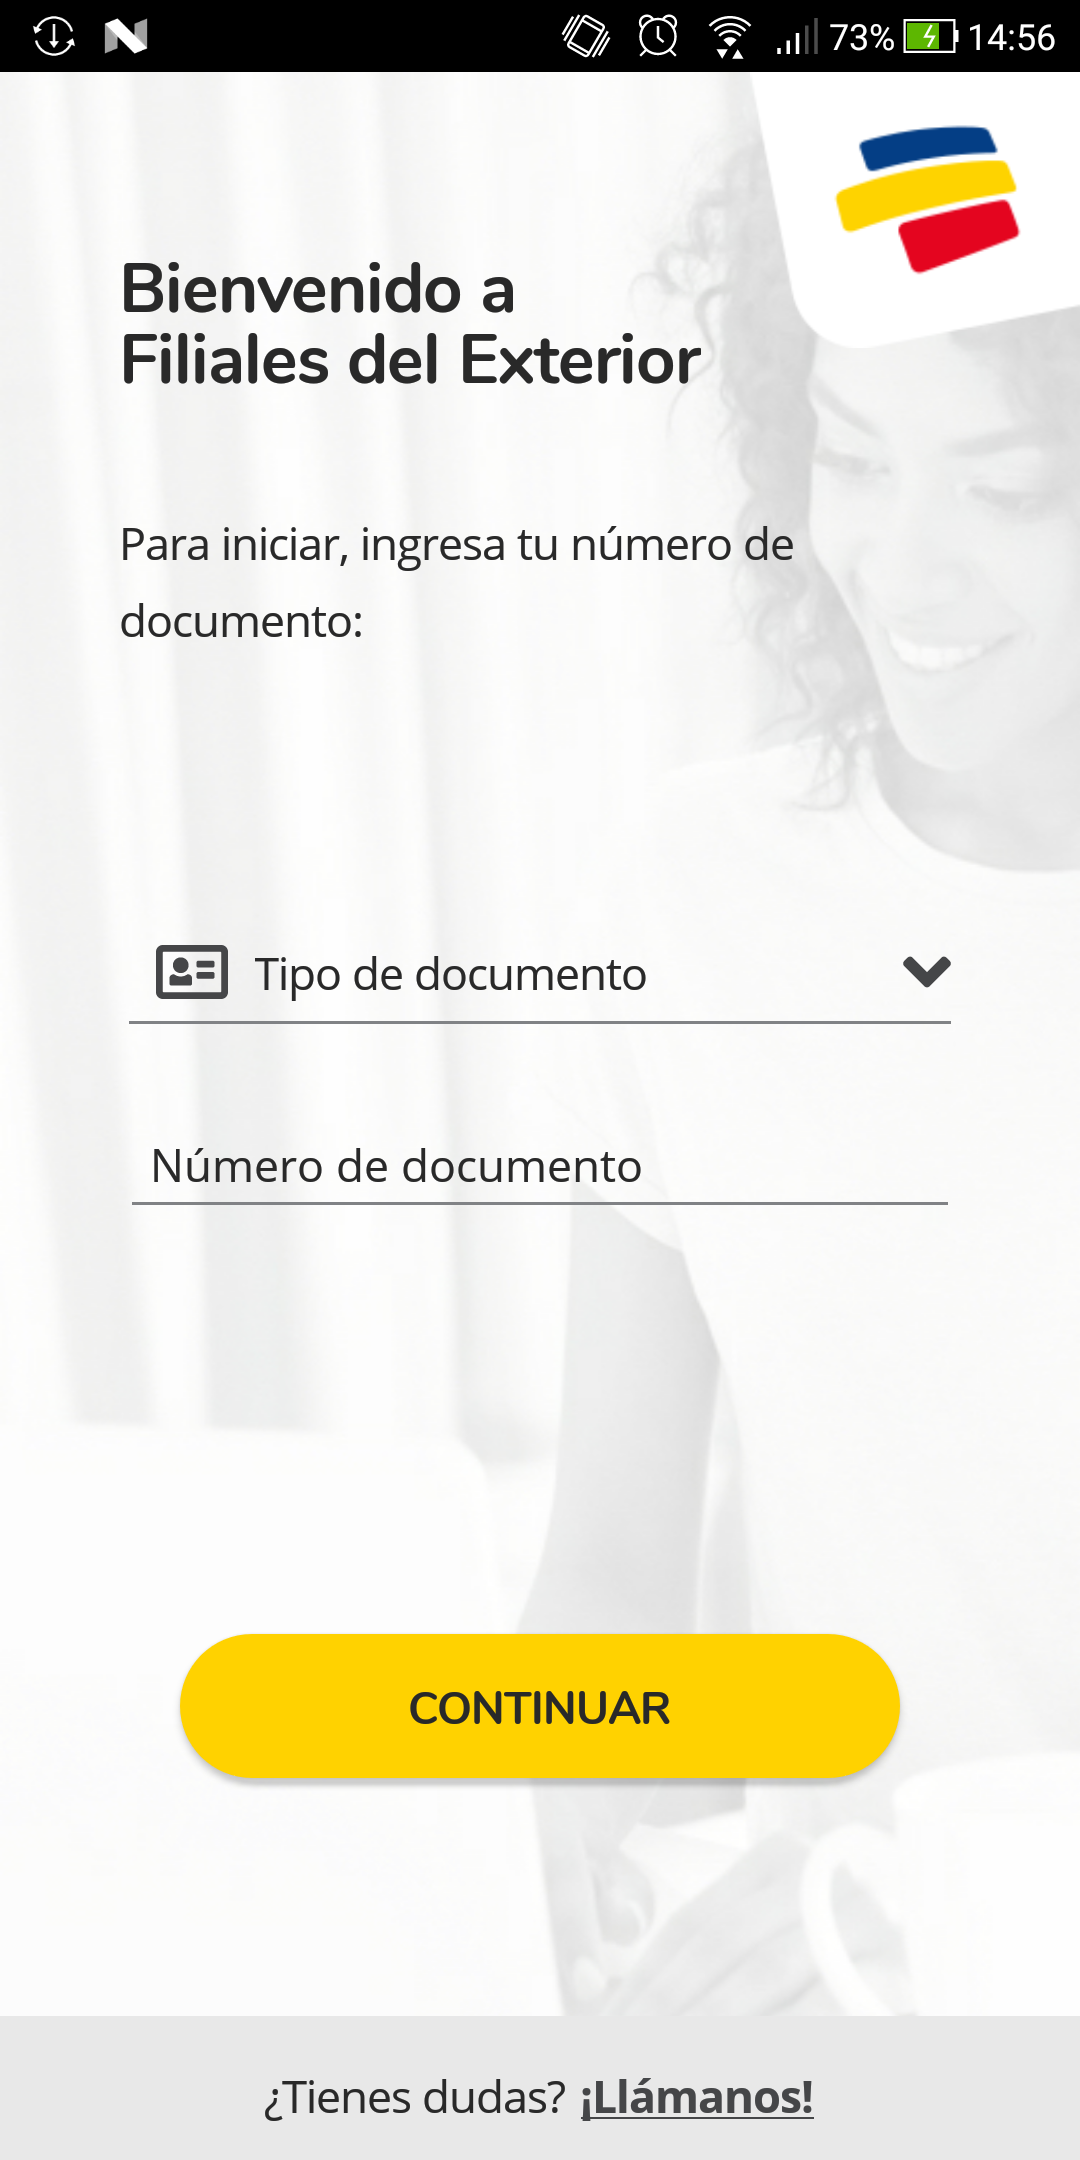 73% 14:56
Bienvenido a
Filiales del Exterior
Para iniciar, ingresa tu número de
documento:
Tipo de documento
Número de documento
CONTINUAR
¿Tienes dudas? ¡Llámanos!